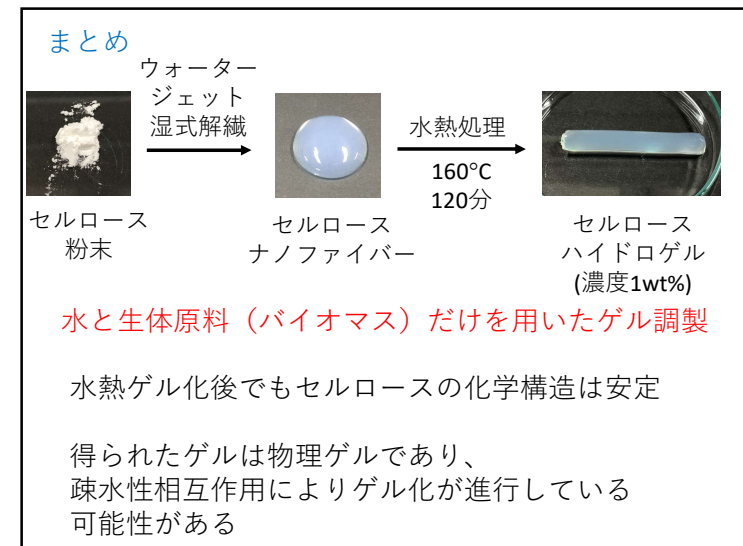 まとめ
ウォーター
ジェット
湿式解繊
水熱処理
160°C
120分
セルロース
粉末
セルロース
ナノファイバー
セルロース
ハイドロゲル
(濃度1wt%)
水と生体原料（バイオマス）だけを用いたゲル調製
水熱ゲル化後でもセルロースの化学構造は安定
得られたゲルは物理ゲルであり、
疎水性相互作用によりゲル化が進行している
可能性がある